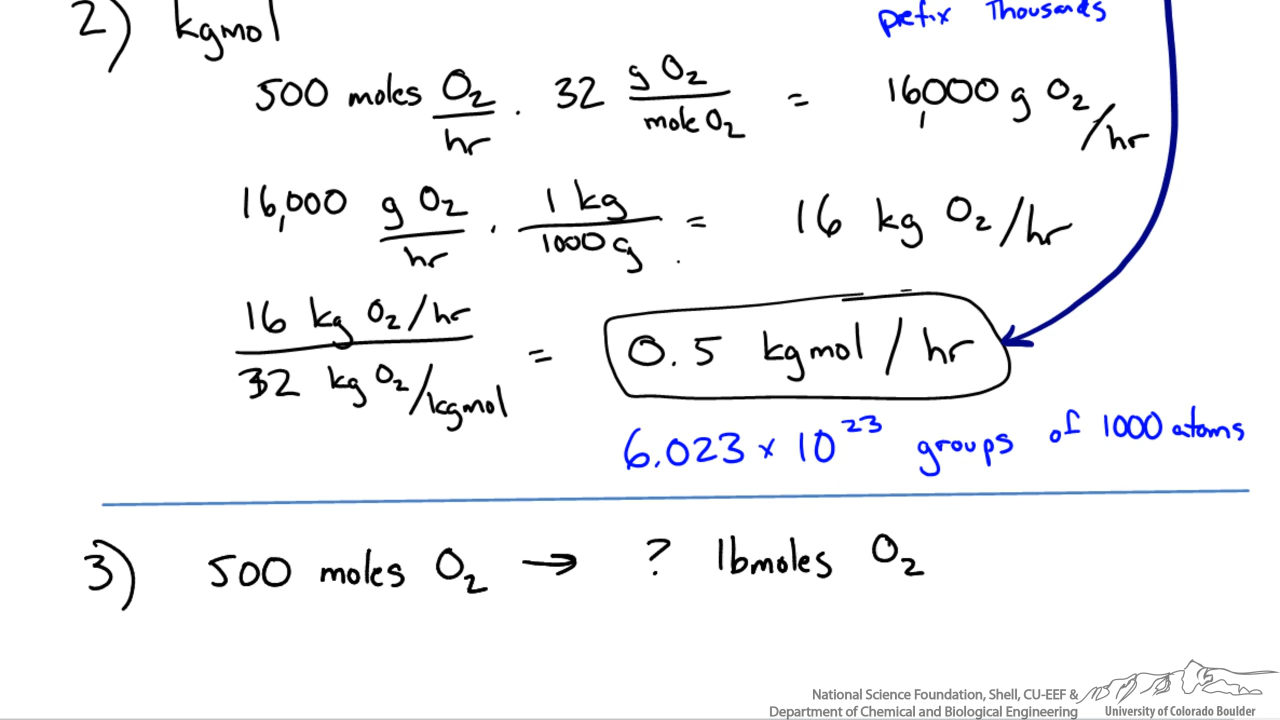 prefix Thousands
2) kgmol
500 moles O₂/hr · 32 g O₂/mole O₂ = 16,000 g O₂/hr
16,000 g O₂/hr · 1 kg/1000 g = 16 kg O₂/hr
16 kg O₂/hr / 32 kg O₂/kgmol = 0.5 kgmol/hr
6.023 × 10²³ groups of 1000 atoms
3) 500 moles O₂ → ? lbmoles O₂
National Science Foundation, Shell, CU-EEF &
Department of Chemical and Biological Engineering
University of Colorado Boulder